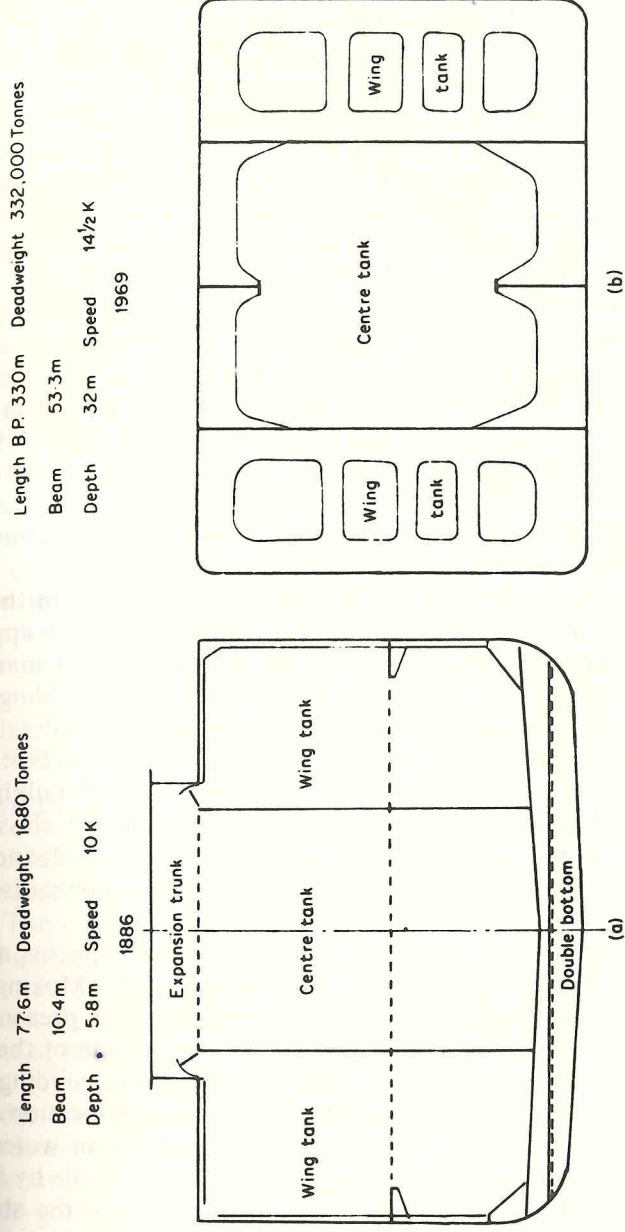 Length 77·6m Deadweight 1680 Tonnes
Beam 10·4m
Depth 5·8m Speed 10K
1886
Expansion trunk
Wing tank
Centre tank
Wing tank
Double bottom
(a)
Length B.P. 330m Deadweight 332,000 Tonnes
Beam 53·3m
Depth 32m Speed 14½K
1969
Wing
tank
Centre tank
Wing
tank
(b)